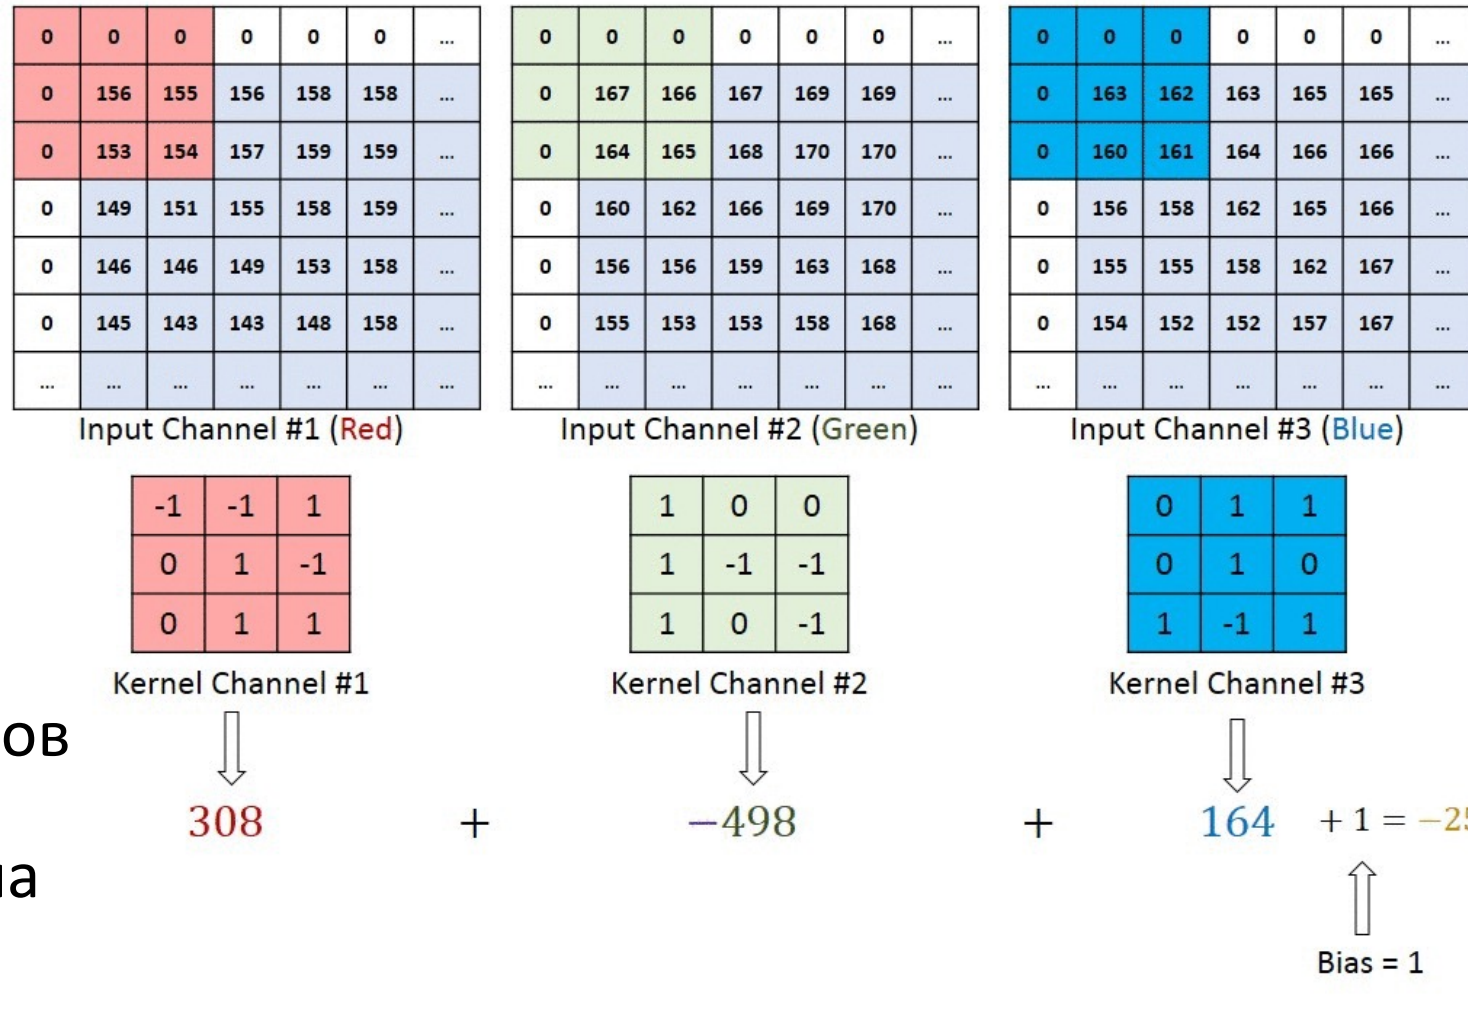 0 0 0 0 0 0 ... 0 0 0 0 0 0 ... 0 0 0 0 0 0 ...
0 156 155 156 158 158 ... 0 167 166 167 169 169 ... 0 163 162 163 165 165 ...
0 153 154 157 159 159 ... 0 164 165 168 170 170 ... 0 160 161 164 166 166 ...
0 149 151 155 158 159 ... 0 160 162 166 169 170 ... 0 156 158 162 165 166 ...
0 146 146 149 153 158 ... 0 156 156 159 163 168 ... 0 155 155 158 162 167 ...
0 145 143 143 148 158 ... 0 155 153 153 158 168 ... 0 154 152 152 157 167 ...
... ... ... ... ... ... ... ... ... ... ... ... ... ... ... ... ... ... ... ... ...
Input Channel #1 (Red) Input Channel #2 (Green) Input Channel #3 (Blue)
-1 -1 1 1 0 0 0 1 1
0 1 -1 1 -1 -1 0 1 0
0 1 1 1 0 -1 1 -1 1
Kernel Channel #1 Kernel Channel #2 Kernel Channel #3
ов
308 + −498 + 164 + 1 = −2
Bias = 1